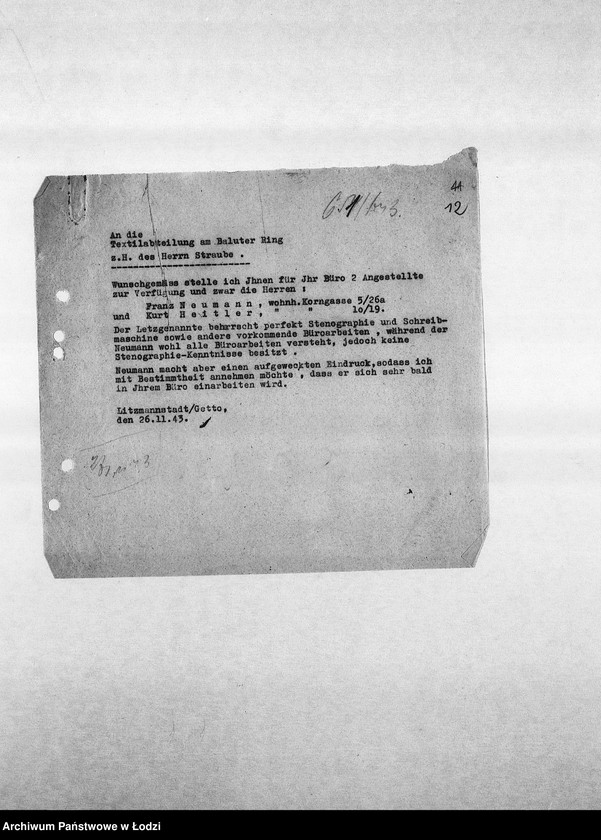 41
12
An die
Textilabteilung am Baluter Ring
z.H. des Herrn Straube .
Wunschgemäss stelle ich Jhnen für Jhr Büro 2 Angestellte
zur Verfügung und zwar die Herren :
Franz N e u m a n n , wohnh.Korngasse 5/26a
und Kurt H e i t l e r , " " 10/19.
Der Letzgenannte behrrscht perfekt Stenographie und Schreib-
maschine sowie andere vorkommende Büroarbeiten , während der
Neumann wohl alle Büroarbeiten versteht, jedoch keine
Stenographie-Kenntnisse besitzt .
Neumann macht aber einen aufgeweckten Eindruck,sodass ich
mit Bestimmtheit annehmen möchte , dass er sich sehr bald
in Jhrem Büro einarbeiten wird.
Litzmannstadt/Getto,
den 26.11.43.
Archiwum Państwowe w Łodzi